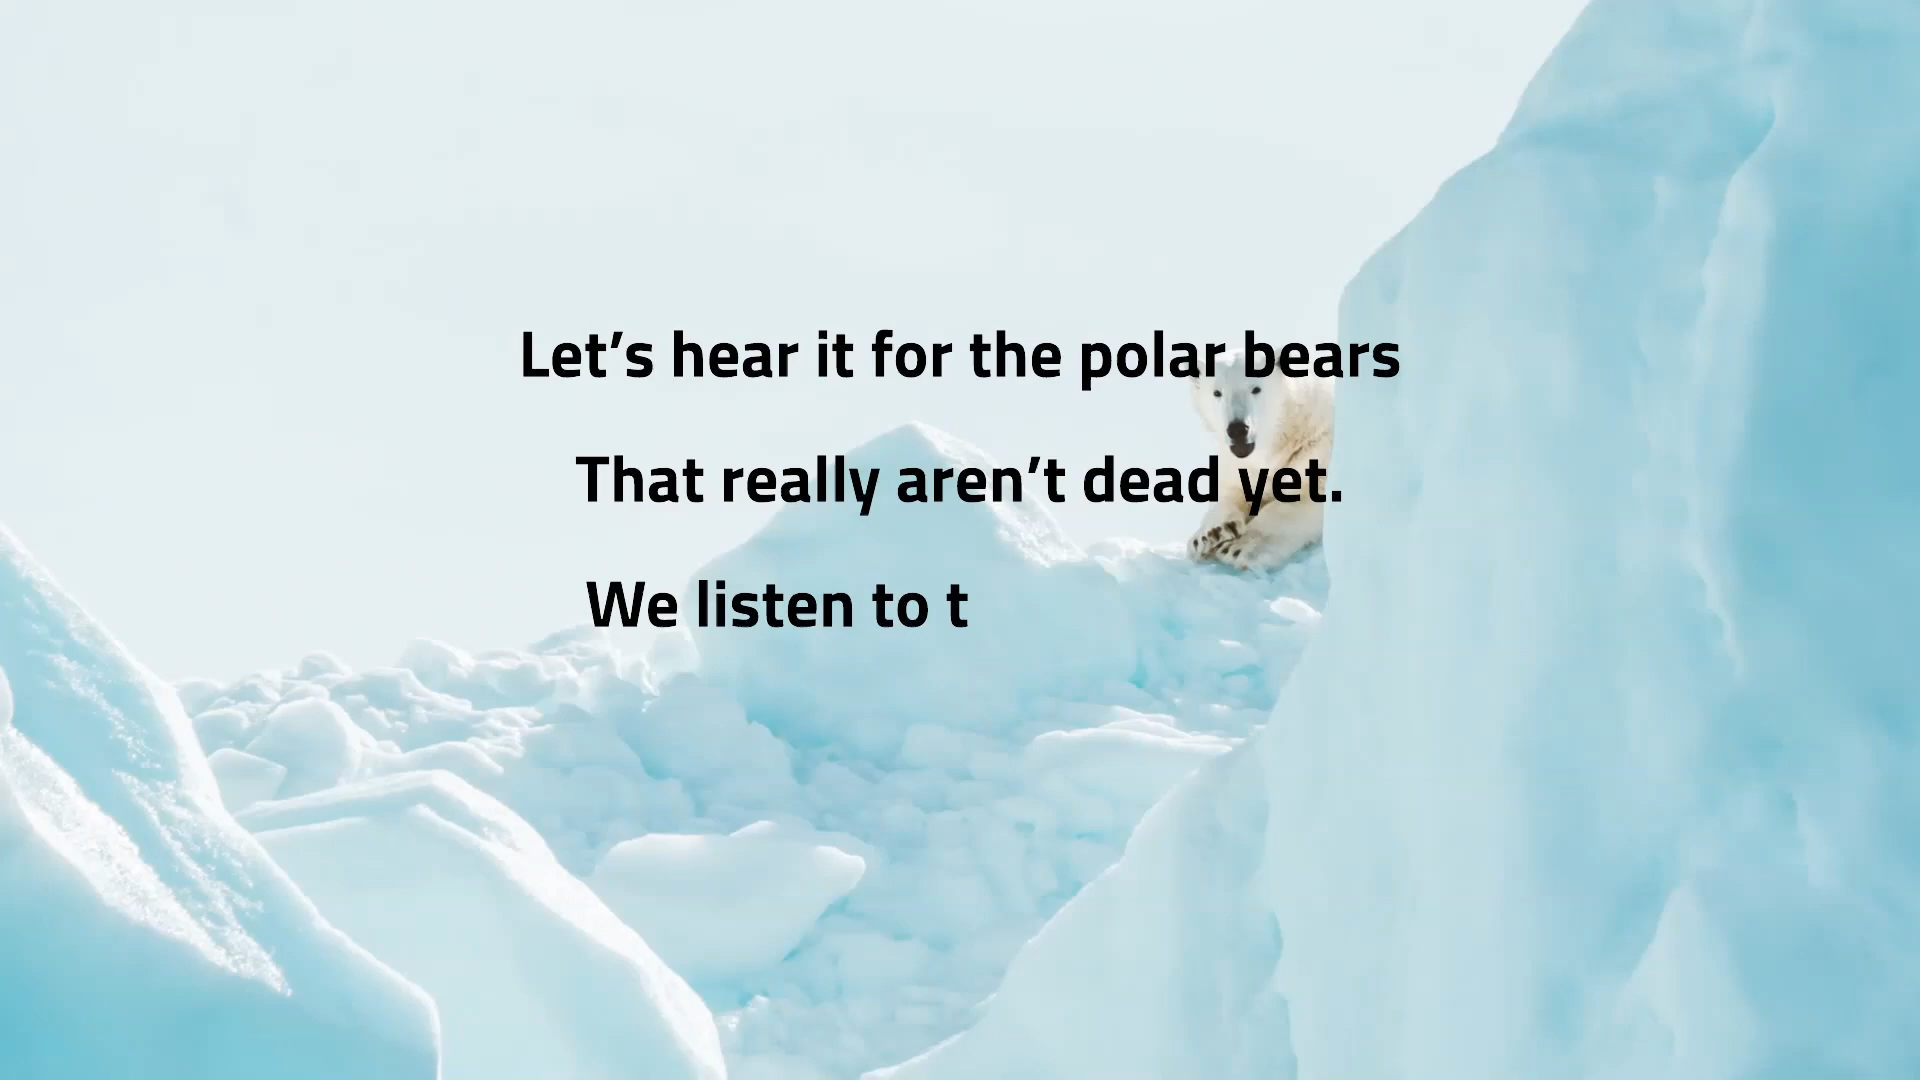 Let’s hear it for the polar bears
That really aren’t dead yet.
We listen to t